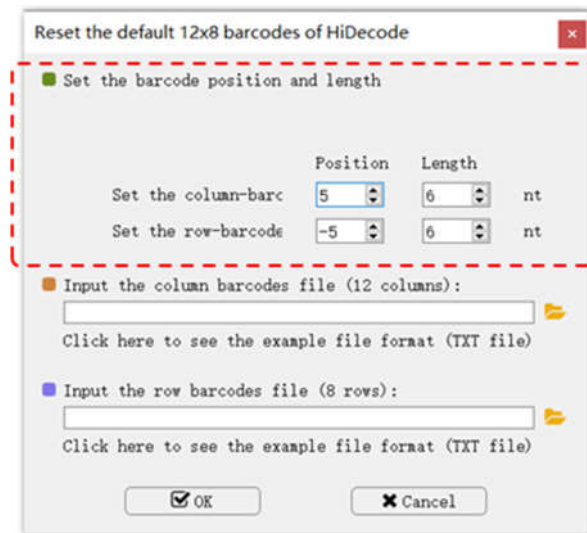 Reset the default 12x8 barcodes of HiDecode
Set the barcode position and length
Position Length
Set the column-barc 5 6 nt
Set the row-barcode -5 6 nt
Input the column barcodes file (12 columns):
Click here to see the example file format (TXT file)
Input the row barcodes file (8 rows):
Click here to see the example file format (TXT file)
OK Cancel